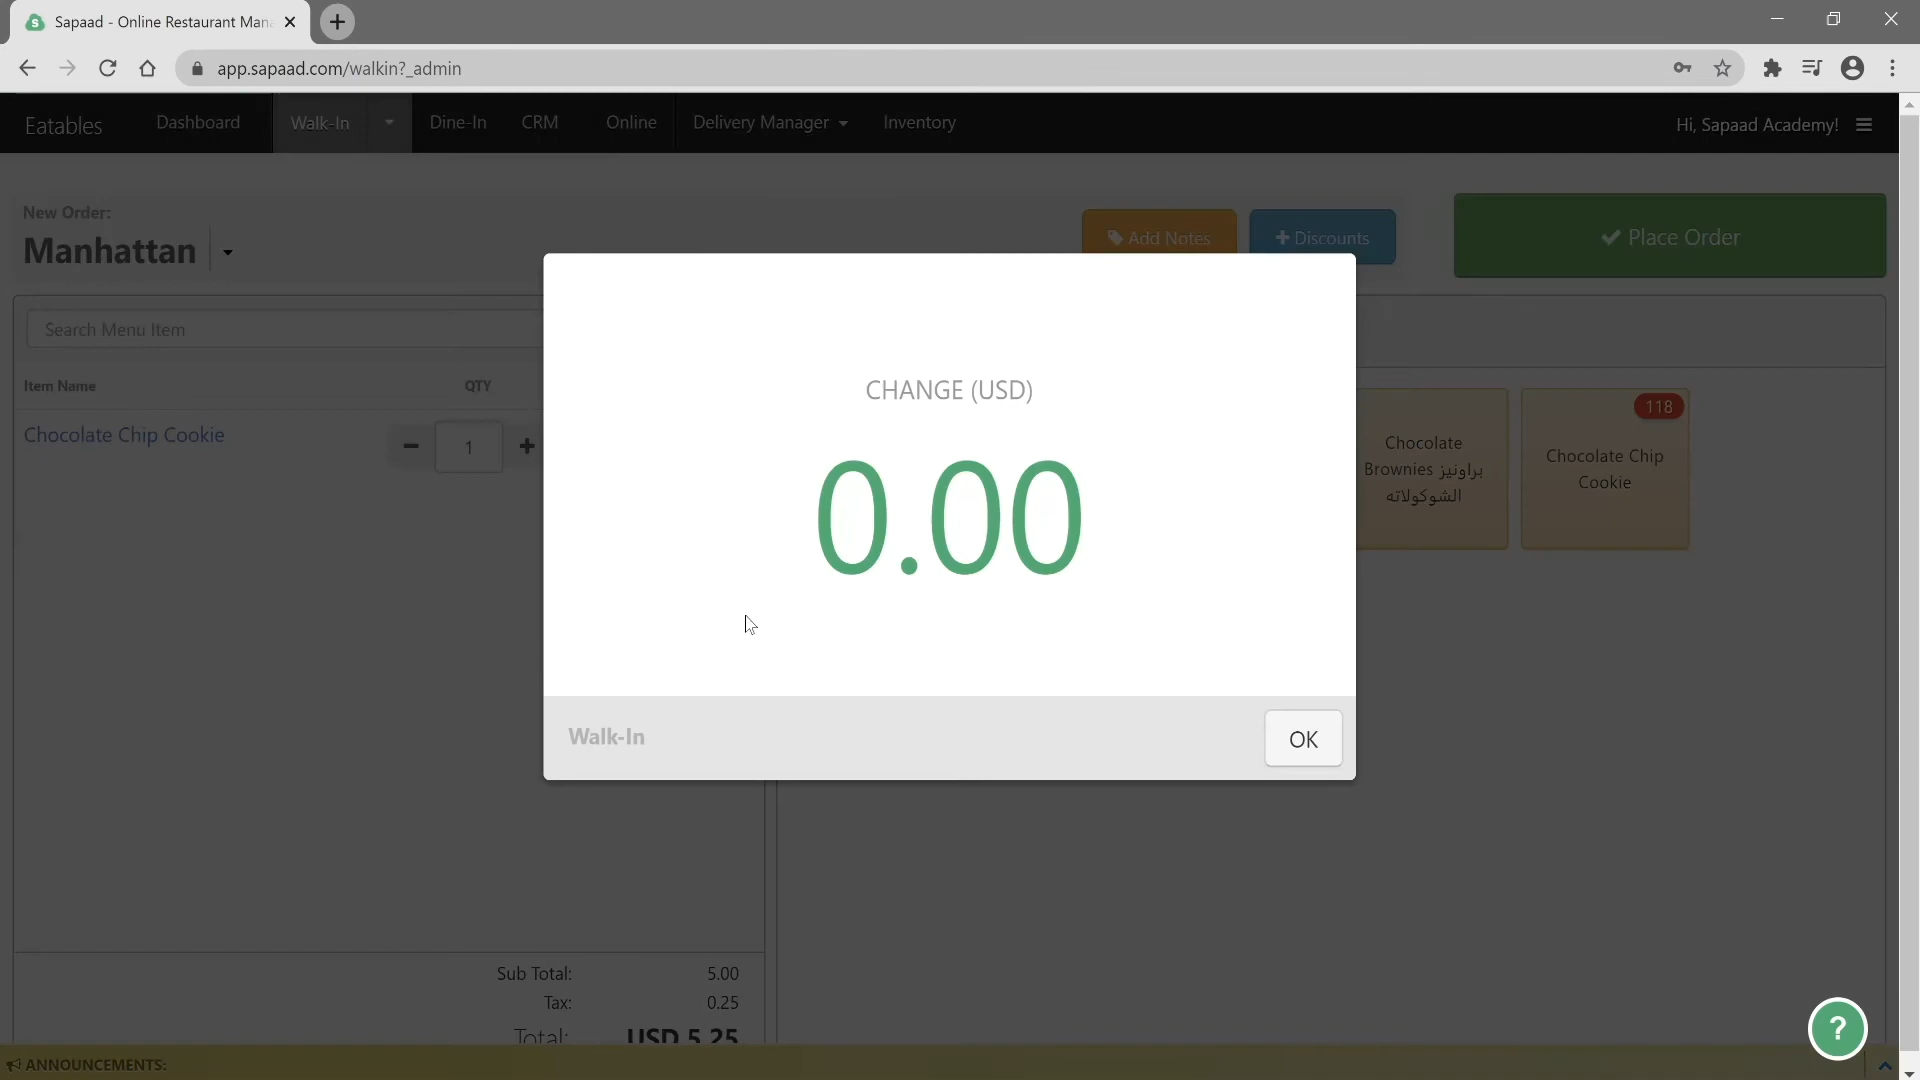 Sapaad - Online Restaurant Mana
app.sapaad.com/walkin?_admin
Eatables
Dashboard
Walk-In
Dine-In
CRM
Online
Delivery Manager
Inventory
Hi, Sapaad Academy!
New Order:
Manhattan
Add Notes
Discounts
Place Order
Search Menu Item
Item Name
QTY
Chocolate Chip Cookie
1
CHANGE (USD)
0.00
Walk-In
OK
Chocolate
Brownies براونيز
الشوكولاته
118
Chocolate Chip
Cookie
Sub Total: 5.00
Tax: 0.25
Total: USD 5.25
?
ANNOUNCEMENTS: